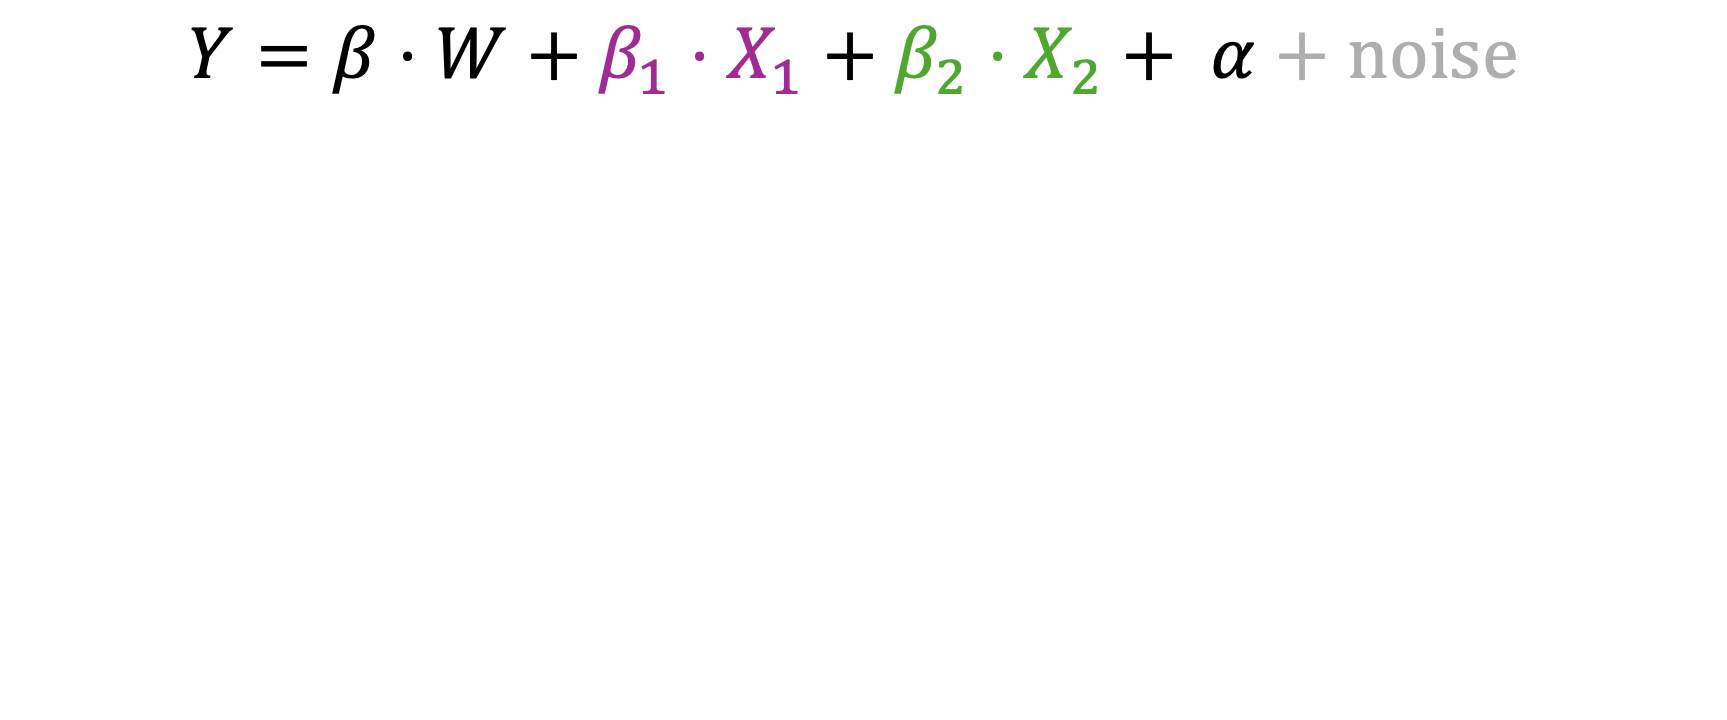 Y = β · W + β₁ · X₁ + β₂ · X₂ + α + noise